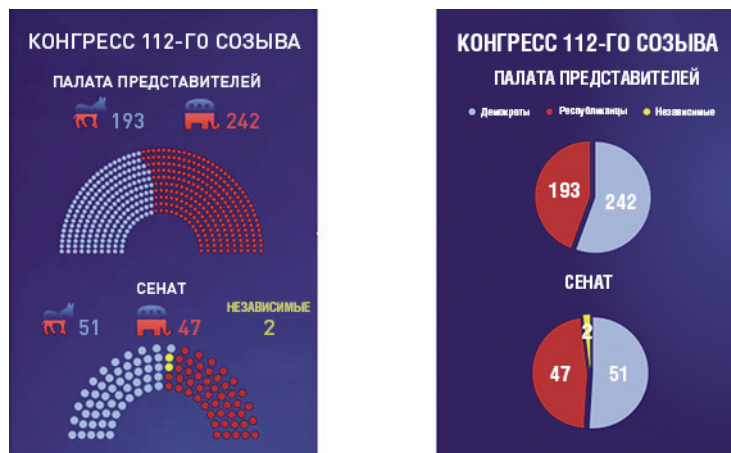 КОНГРЕСС 112-ГО СОЗЫВА
ПАЛАТА ПРЕДСТАВИТЕЛЕЙ
193 242
СЕНАТ
51 47 НЕЗАВИСИМЫЕ
2
КОНГРЕСС 112-ГО СОЗЫВА
ПАЛАТА ПРЕДСТАВИТЕЛЕЙ
Демократы Республиканцы Независимые
193 242
СЕНАТ
2
47 51